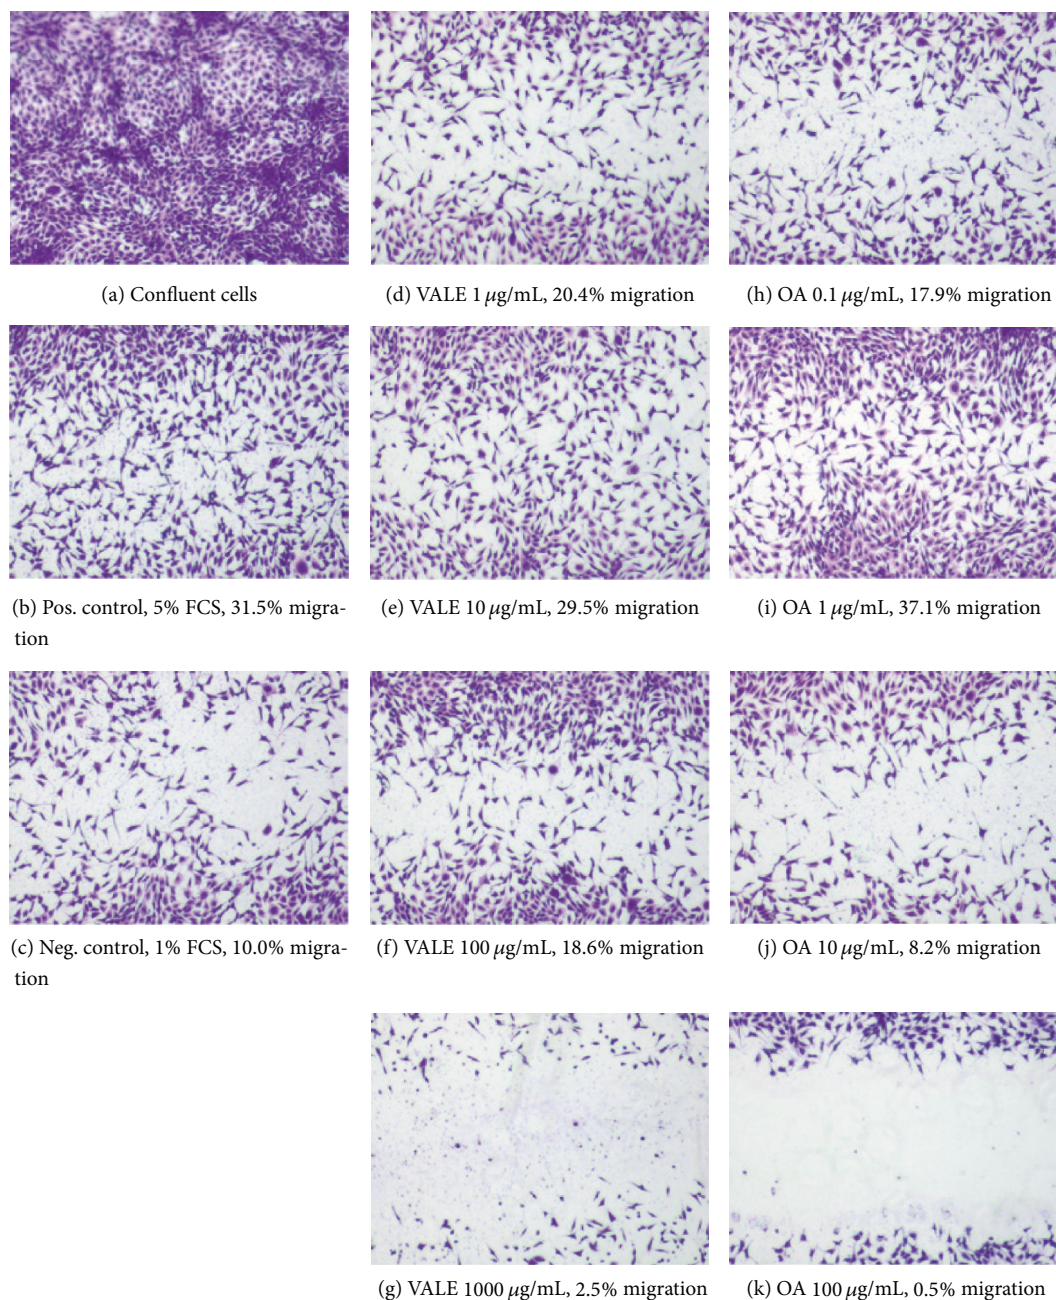 (a) Confluent cells
(d) VALE 1 μg/mL, 20.4% migration
(h) OA 0.1 μg/mL, 17.9% migration
(b) Pos. control, 5% FCS, 31.5% migra-
tion
(e) VALE 10 μg/mL, 29.5% migration
(i) OA 1 μg/mL, 37.1% migration
(c) Neg. control, 1% FCS, 10.0% migra-
tion
(f) VALE 100 μg/mL, 18.6% migration
(j) OA 10 μg/mL, 8.2% migration
(g) VALE 1000 μg/mL, 2.5% migration
(k) OA 100 μg/mL, 0.5% migration